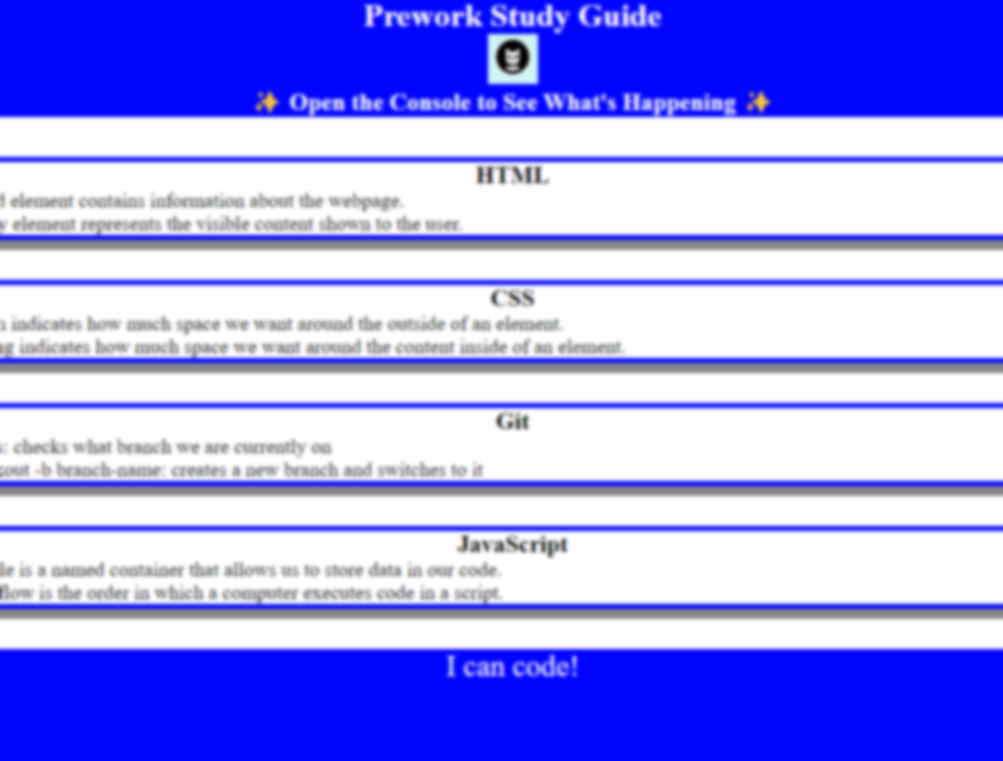 Prework Study Guide
✨ Open the Console to See What's Happening ✨
HTML
element contains information about the webpage.
element represents the visible content shown to the user.
CSS
indicates how much space we want around the outside of an element.
indicates how much space we want around the content inside of an element.
Git
checks what branch we are currently on
-b branch-name: creates a new branch and switches to it
JavaScript
is a named container that allows us to store data in our code.
flow is the order in which a computer executes code in a script.
I can code!